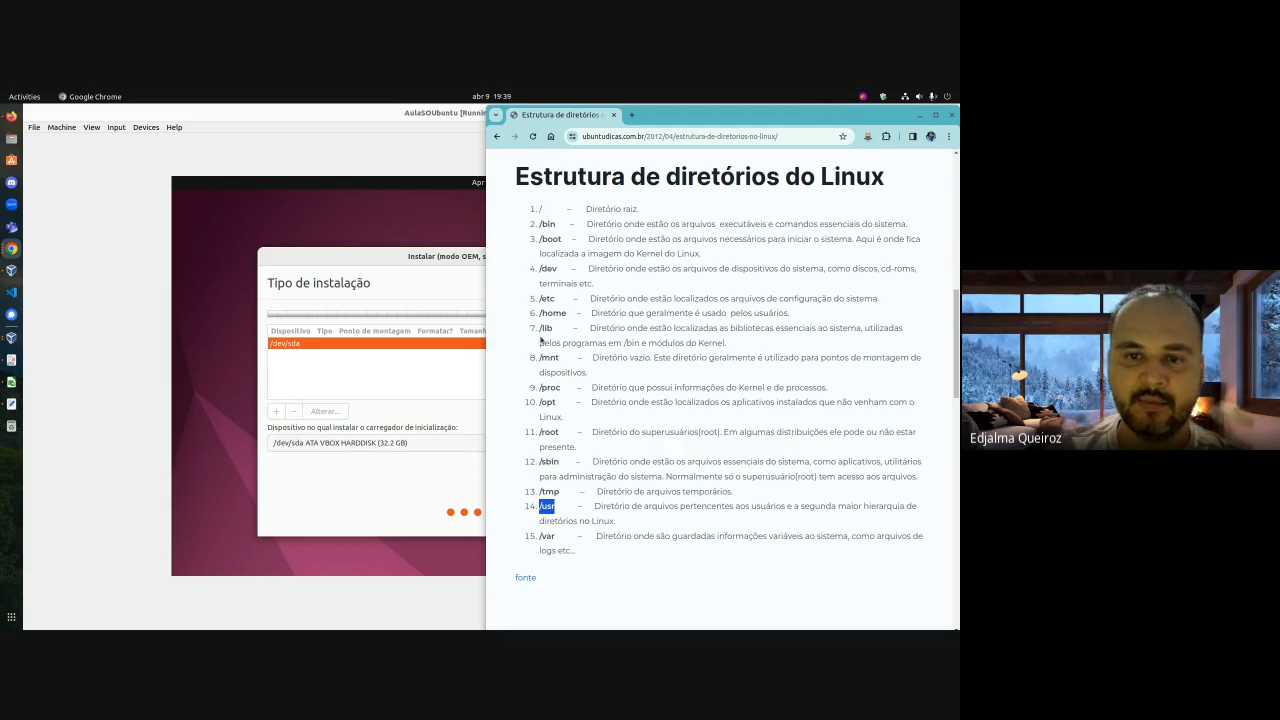 Activities
Google Chrome
abr 9 19:39
AulaSOUbuntu [Runnin
File Machine View Input Devices Help
Apr
Instalar (modo OEM, s
Tipo de instalação
Dispositivo Tipo Ponto de montagem Formatar? Tamanh
/dev/sda
+ − Alterar...
Dispositivo no qual instalar o carregador de inicialização:
/dev/sda ATA VBOX HARDDISK (32.2 GB)
Estrutura de diretórios
ubuntudicas.com.br/2012/04/estrutura-de-diretorios-no-linux/
Estrutura de diretórios do Linux
1. / – Diretório raiz.
2. /bin – Diretório onde estão os arquivos executáveis e comandos essenciais do sistema.
3. /boot – Diretório onde estão os arquivos necessários para iniciar o sistema. Aqui é onde fica
localizada a imagem do Kernel do Linux.
4. /dev – Diretório onde estão os arquivos de dispositivos do sistema, como discos, cd-roms,
terminais etc.
5. /etc – Diretório onde estão localizados os arquivos de configuração do sistema.
6. /home – Diretório que geralmente é usado pelos usuários.
7. /lib – Diretório onde estão localizadas as bibliotecas essenciais ao sistema, utilizadas
pelos programas em /bin e módulos do Kernel.
8. /mnt – Diretório vazio. Este diretório geralmente é utilizado para pontos de montagem de
dispositivos.
9. /proc – Diretório que possui informações do Kernel e de processos.
10. /opt – Diretório onde estão localizados os aplicativos instalados que não venham com o
Linux.
11. /root – Diretório do superusuários(root). Em algumas distribuições ele pode ou não estar
presente.
12. /sbin – Diretório onde estão os arquivos essenciais do sistema, como aplicativos, utilitários
para administração do sistema. Normalmente só o superusuário(root) tem acesso aos arquivos.
13. /tmp – Diretório de arquivos temporários.
14. /usr – Diretório de arquivos pertencentes aos usuários e a segunda maior hierarquia de
diretórios no Linux.
15. /var – Diretório onde são guardadas informações variáveis ao sistema, como arquivos de
logs etc...
fonte
Edjalma Queiroz